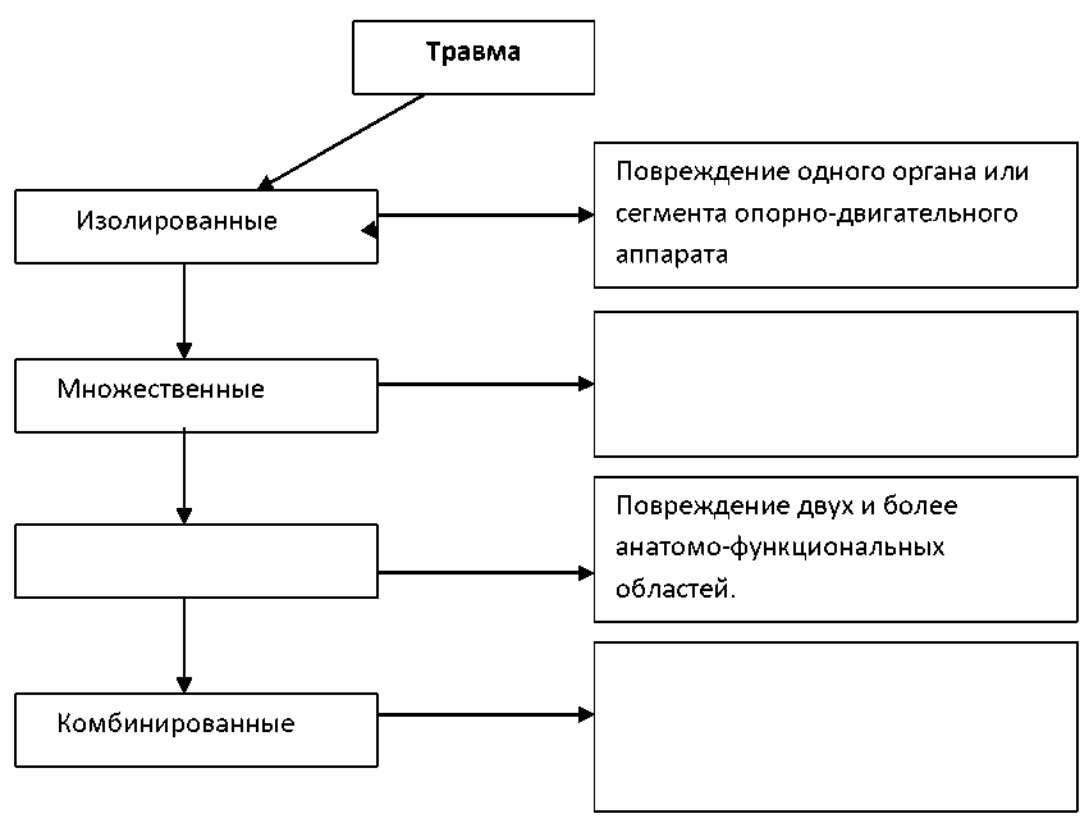 Травма
Изолированные
Повреждение одного органа или
сегмента опорно-двигательного
аппарата
Множественные
Повреждение двух и более
анатомо-функциональных
областей.
Комбинированные